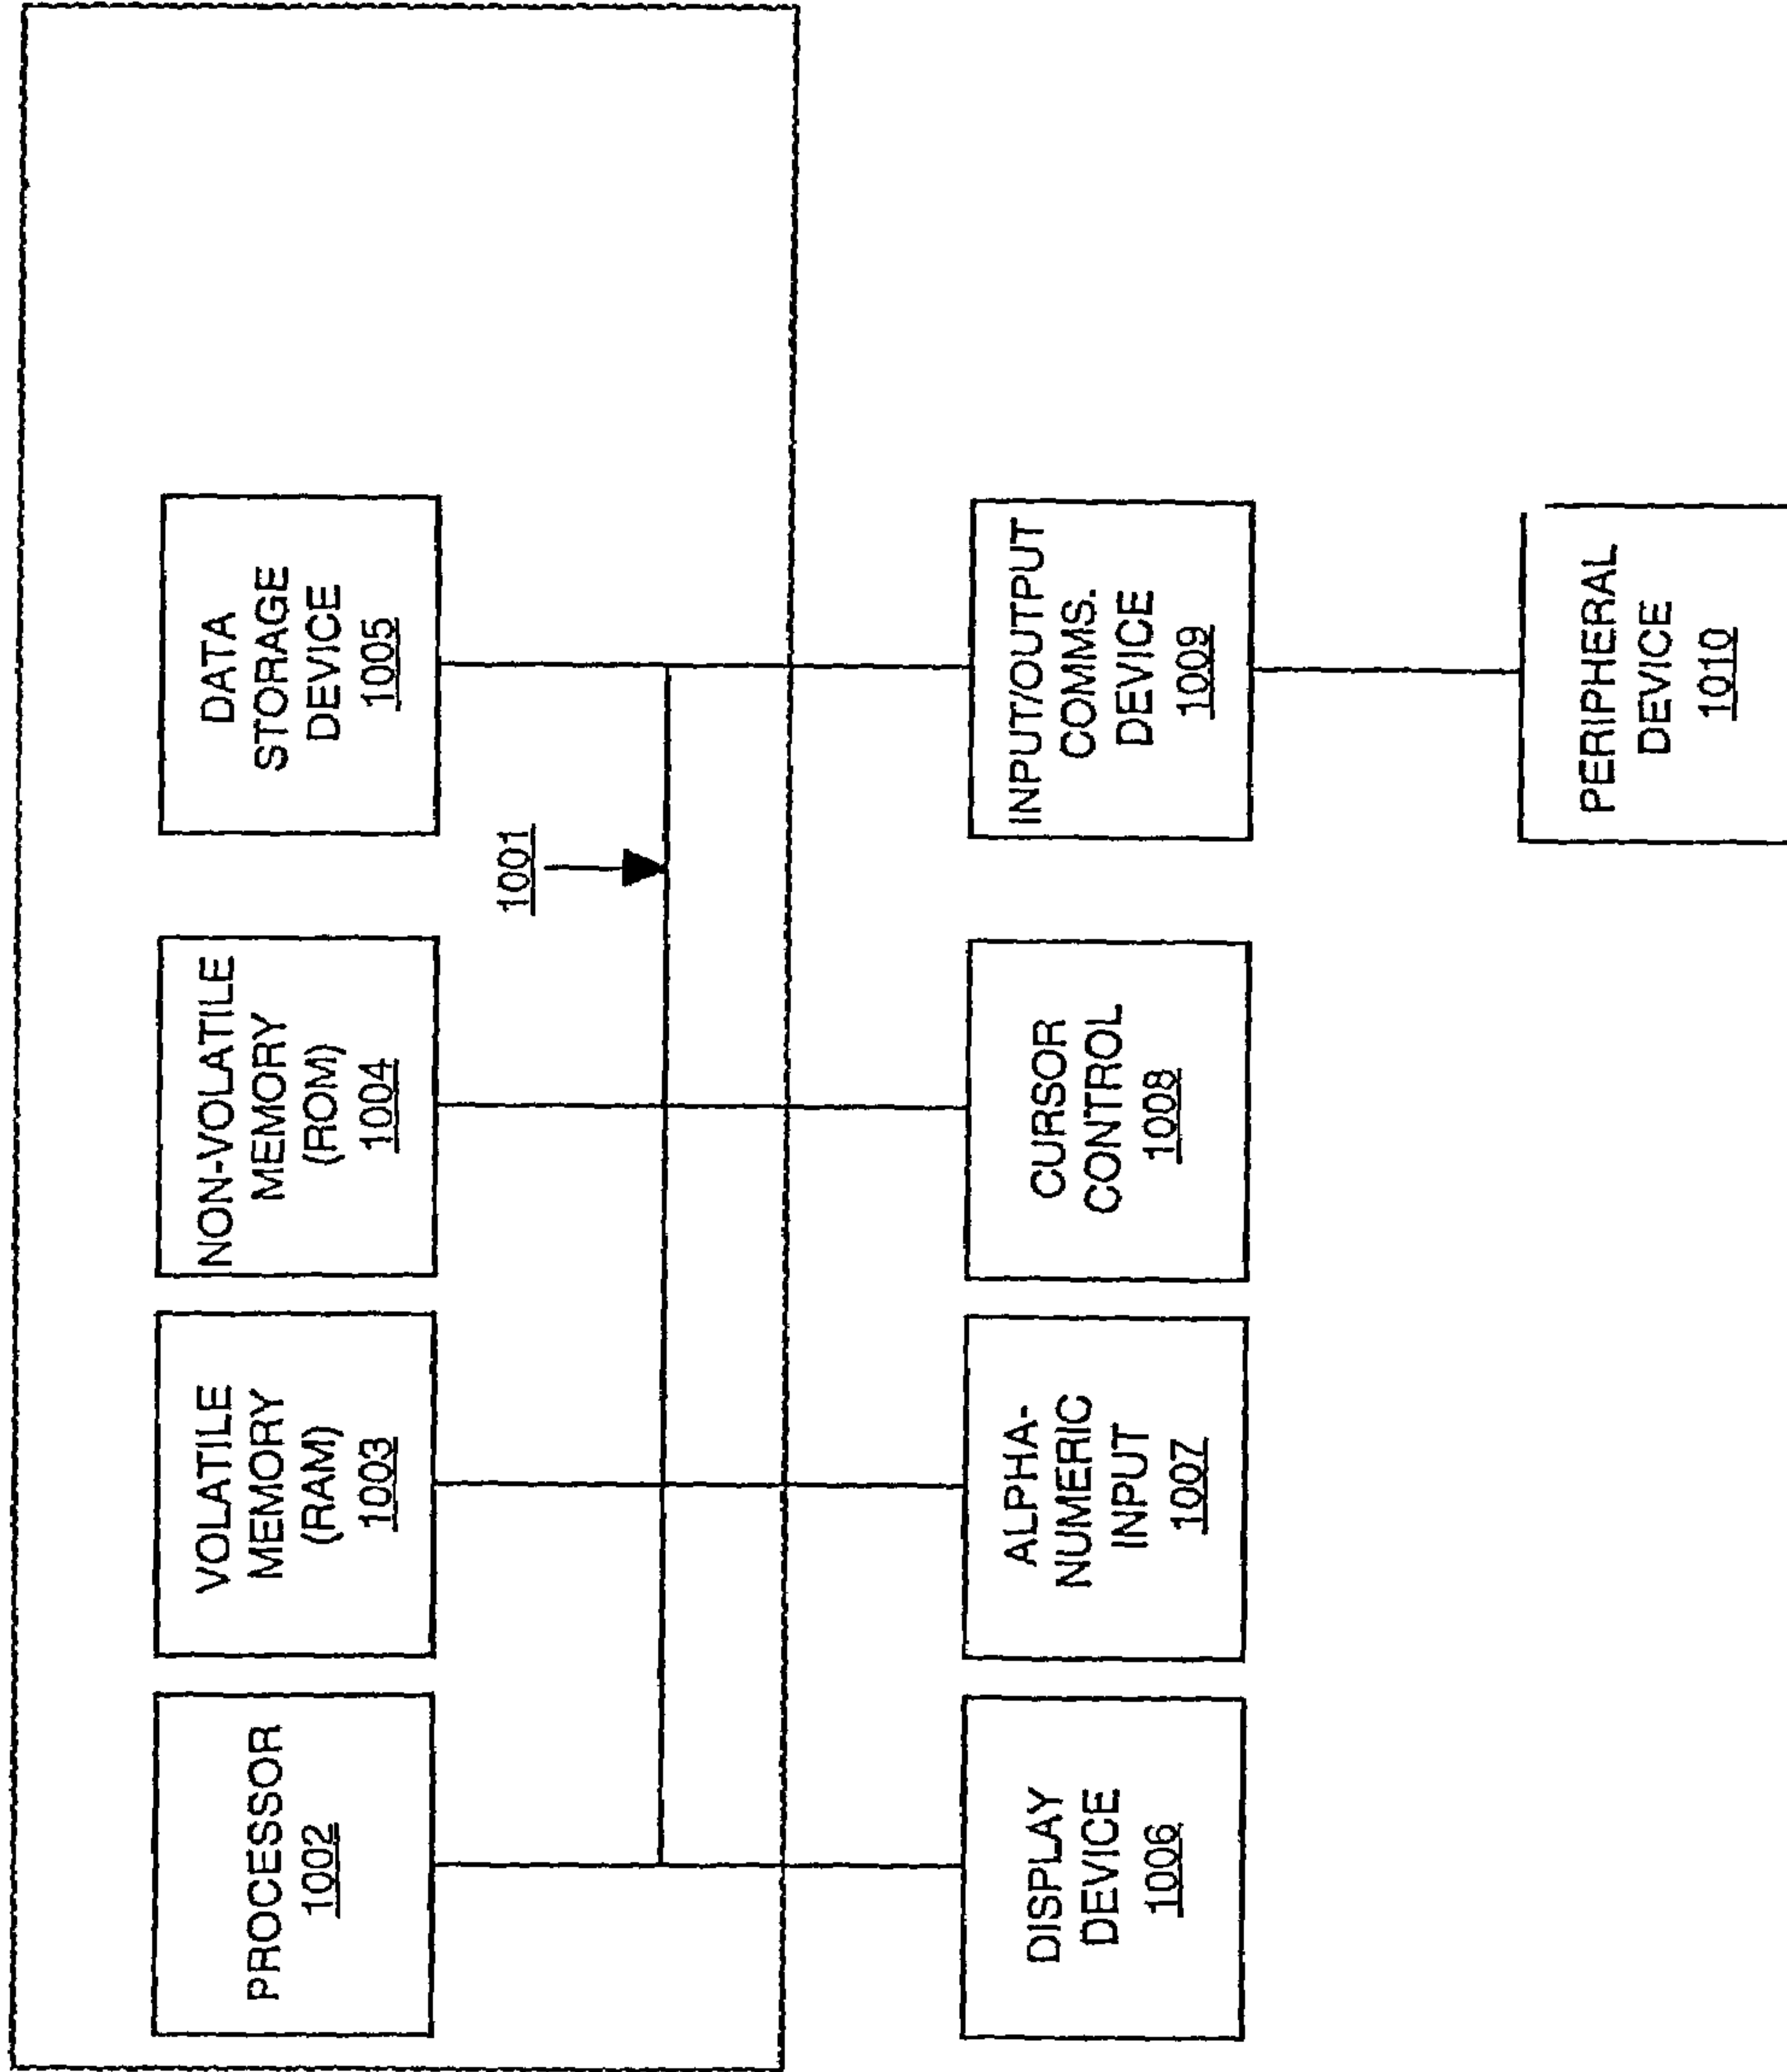 PROCESSOR
1002
VOLATILE
MEMORY
(RAM)
1003
NON-VOLATILE
MEMORY
(ROM)
1004
DATA
STORAGE
DEVICE
1005
1001
DISPLAY
DEVICE
1006
ALPHA-
NUMERIC
INPUT
1007
CURSOR
CONTROL
1008
INPUT/OUTPUT
COMMS.
DEVICE
1009
PERIPHERAL
DEVICE
1010